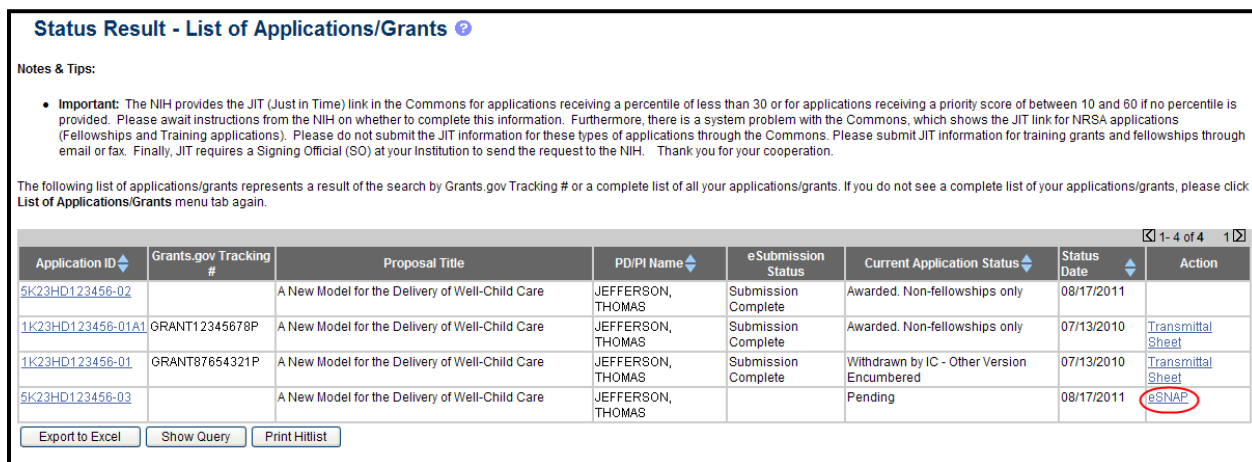 Status Result - List of Applications/Grants ?
Notes & Tips:
• Important: The NIH provides the JIT (Just in Time) link in the Commons for applications receiving a percentile of less than 30 or for applications receiving a priority score of between 10 and 60 if no percentile is
provided. Please await instructions from the NIH on whether to complete this information. Furthermore, there is a system problem with the Commons, which shows the JIT link for NRSA applications
(Fellowships and Training applications). Please do not submit the JIT information for these types of applications through the Commons. Please submit JIT information for training grants and fellowships through
email or fax. Finally, JIT requires a Signing Official (SO) at your Institution to send the request to the NIH. Thank you for your cooperation.
The following list of applications/grants represents a result of the search by Grants.gov Tracking # or a complete list of all your applications/grants. If you do not see a complete list of your applications/grants, please click
List of Applications/Grants menu tab again.
1- 4 of 4 1
Application ID Grants.gov Tracking # Proposal Title PD/PI Name eSubmission Status Current Application Status Status Date Action
5K23HD123456-02 A New Model for the Delivery of Well-Child Care JEFFERSON, THOMAS Submission Complete Awarded. Non-fellowships only 08/17/2011
1K23HD123456-01A1 GRANT12345678P A New Model for the Delivery of Well-Child Care JEFFERSON, THOMAS Submission Complete Awarded. Non-fellowships only 07/13/2010 Transmittal Sheet
1K23HD123456-01 GRANT87654321P A New Model for the Delivery of Well-Child Care JEFFERSON, THOMAS Submission Complete Withdrawn by IC - Other Version Encumbered 07/13/2010 Transmittal Sheet
5K23HD123456-03 A New Model for the Delivery of Well-Child Care JEFFERSON, THOMAS Pending 08/17/2011 eSNAP
Export to Excel Show Query Print Hitlist